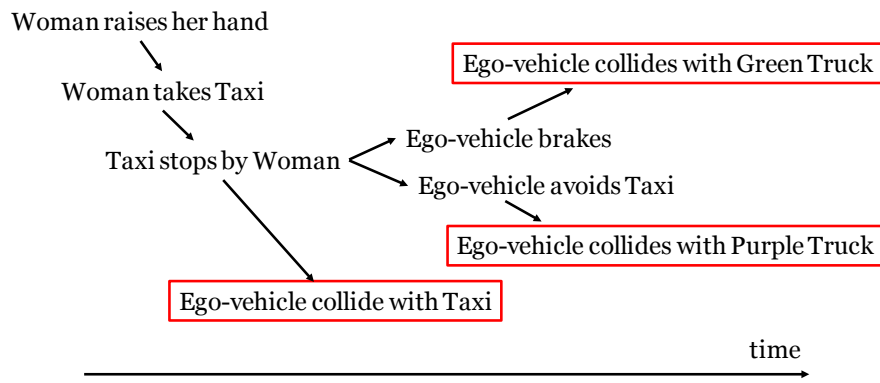 Woman raises her hand
Ego-vehicle collides with Green Truck
Woman takes Taxi
Ego-vehicle brakes
Taxi stops by Woman
Ego-vehicle avoids Taxi
Ego-vehicle collides with Purple Truck
Ego-vehicle collide with Taxi
time